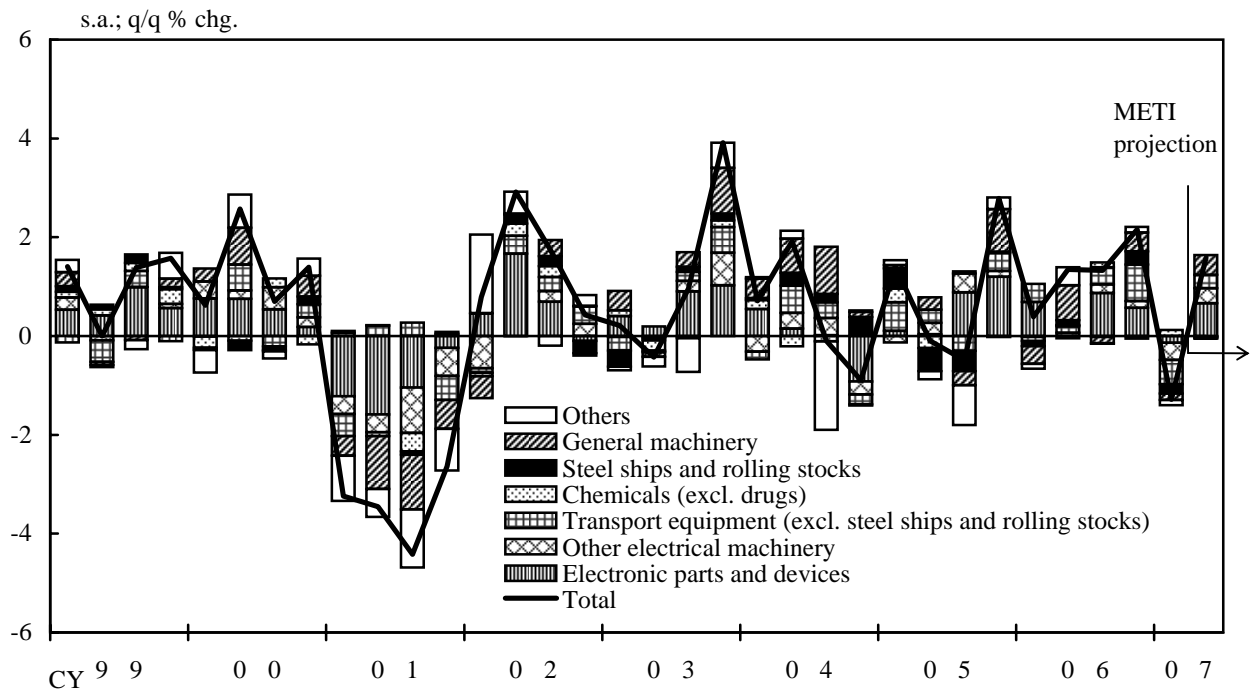 s.a.; q/q % chg.
6
4
2
0
-2
-4
-6
METI
projection
Others
General machinery
Steel ships and rolling stocks
Chemicals (excl. drugs)
Transport equipment (excl. steel ships and rolling stocks)
Other electrical machinery
Electronic parts and devices
Total
CY 9 9 0 0 0 1 0 2 0 3 0 4 0 5 0 6 0 7